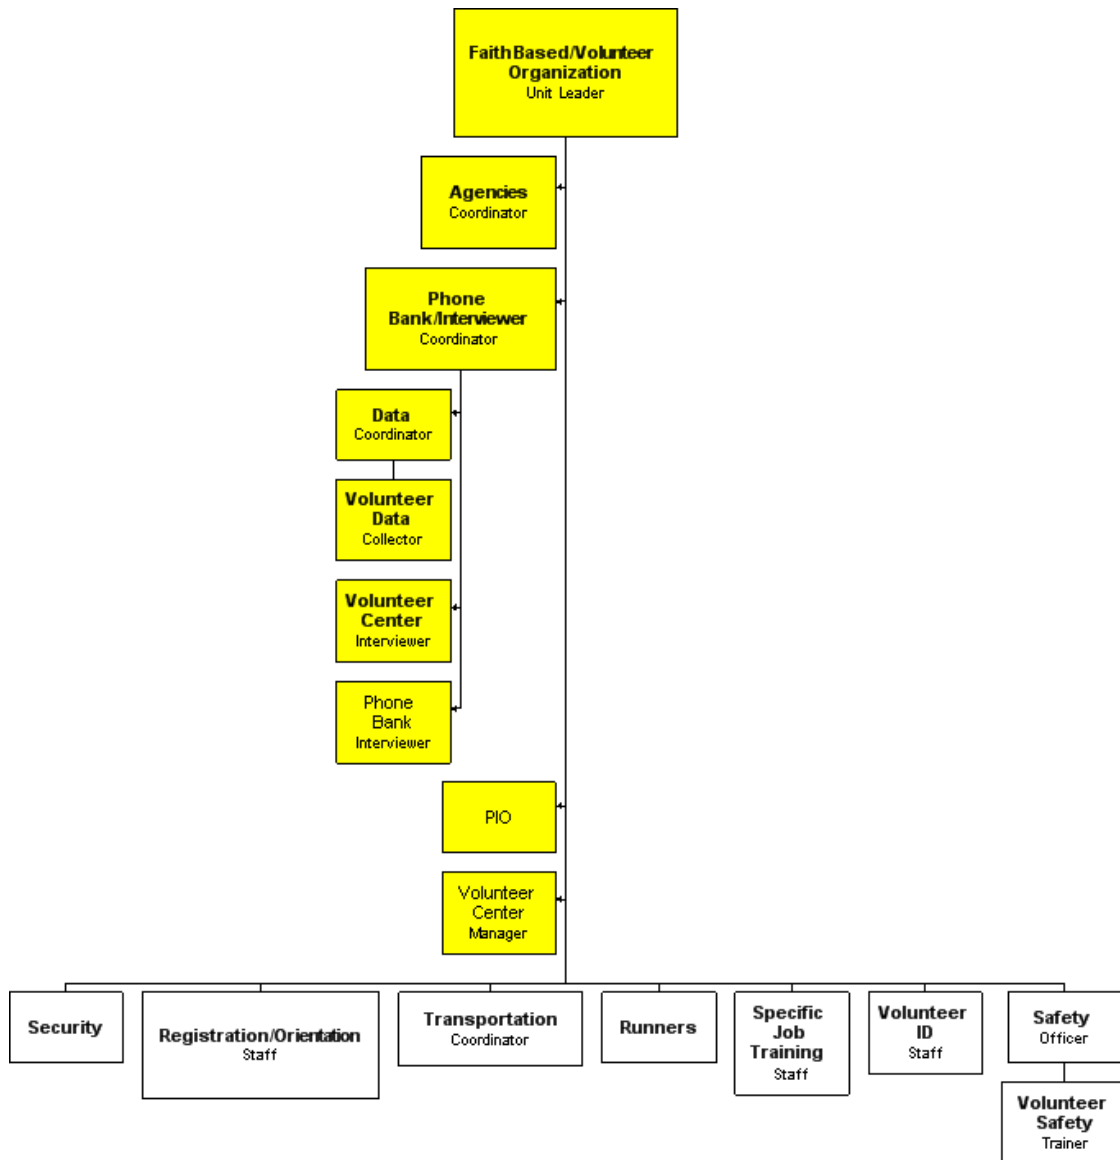 Faith Based/Volunteer
Organization
Unit Leader
Agencies
Coordinator
Phone
Bank/Interviewer
Coordinator
Data
Coordinator
Volunteer
Data
Collector
Volunteer
Center
Interviewer
Phone
Bank
Interviewer
PIO
Volunteer
Center
Manager
Security
Registration/Orientation
Staff
Transportation
Coordinator
Runners
Specific
Job
Training
Staff
Volunteer
ID
Staff
Safety
Officer
Volunteer
Safety
Trainer